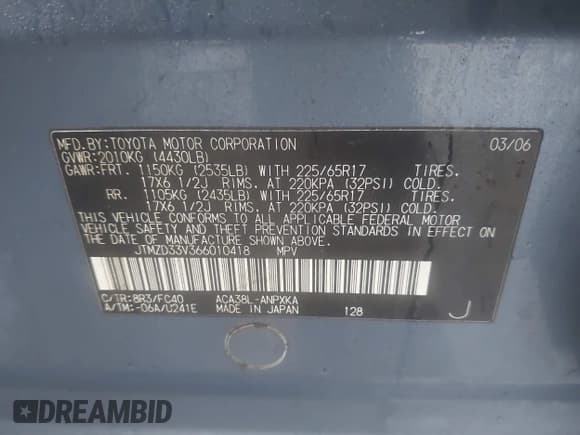 MFD.BY:TOYOTA MOTOR CORPORATION 03/06
GVWR:2010KG (4430LB)
GAWR:FRT. 1150KG (2535LB) WITH 225/65R17 TIRES.
17X6 1/2J RIMS. AT 220KPA (32PSI) COLD.
RR. 1105KG (2435LB) WITH 225/65R17 TIRES.
17X6 1/2J RIMS. AT 220KPA (32PSI) COLD.
THIS VEHICLE CONFORMS TO ALL APPLICABLE FEDERAL MOTOR
VEHICLE SAFETY AND THEFT PREVENTION STANDARDS IN EFFECT
ON THE DATE OF MANUFACTURE SHOWN ABOVE.
JTMZD33V366010418 MPV
C/TR:8R3/FC40 ACA38L-ANPXKA
A/TM:-06A/U241E MADE IN JAPAN 128 J
DREAMBID